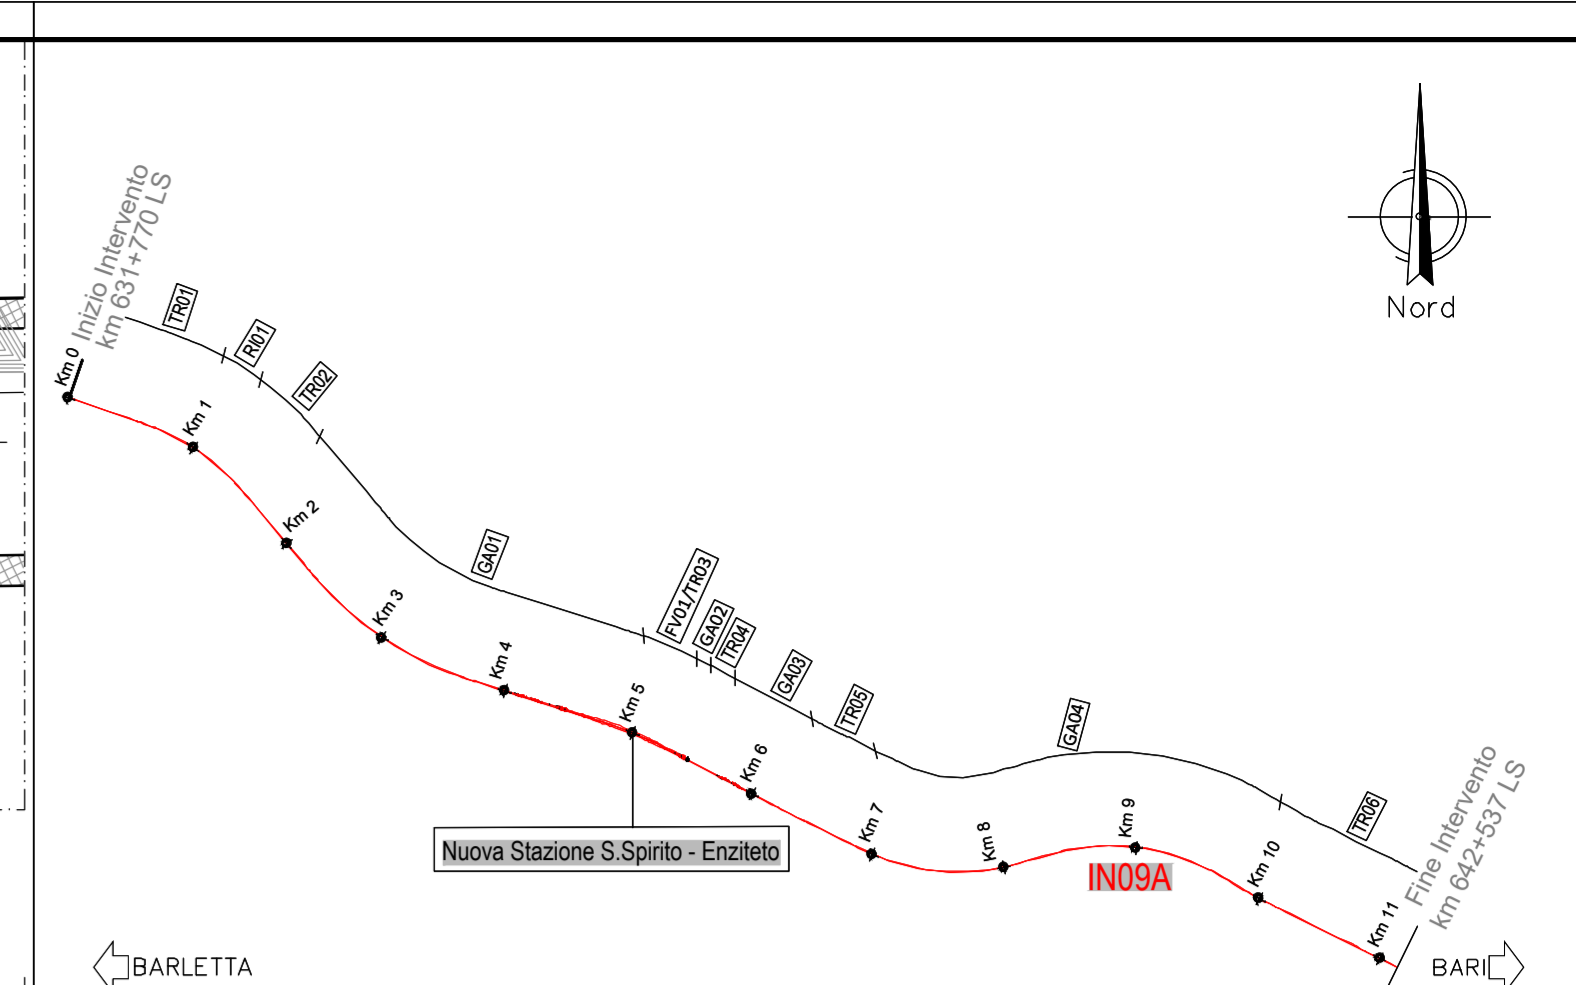 Inizio Intervento
km 631+770 LS
Nord
TR01
RI01
TR02
GA01
FV01/TR03
GA02
TR04
GA03
TR05
GA04
TR06
Km 0
Km 1
Km 2
Km 3
Km 4
Km 5
Km 6
Km 7
Km 8
Km 9
Km 10
Km 11
Nuova Stazione S.Spirito - Enziteto
IN09A
Fine Intervento
km 642+537 LS
BARLETTA
BARI